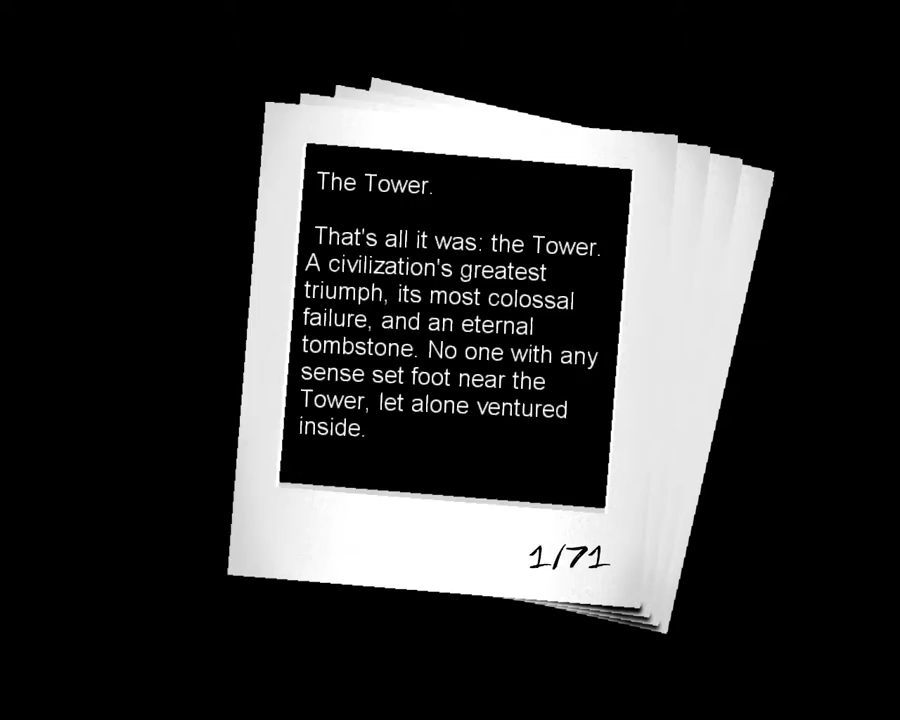 The Tower.
That's all it was: the Tower.
A civilization's greatest
triumph, its most colossal
failure, and an eternal
tombstone. No one with any
sense set foot near the
Tower, let alone ventured
inside.
1/71